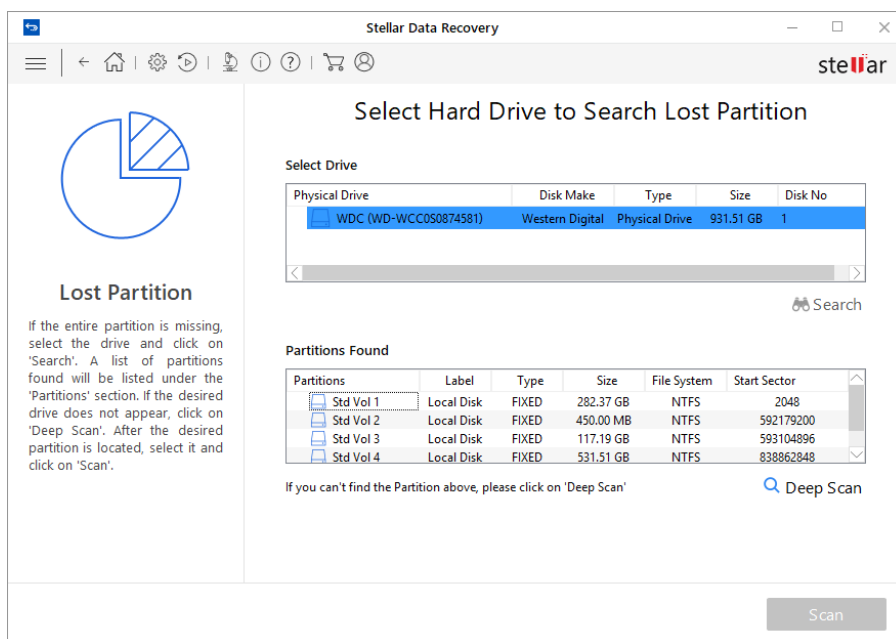 Stellar Data Recovery
stellar
Select Hard Drive to Search Lost Partition
Select Drive
Physical Drive Disk Make Type Size Disk No
WDC (WD-WCC0S0874581) Western Digital Physical Drive 931.51 GB 1
Search
Lost Partition
If the entire partition is missing,
select the drive and click on
'Search'. A list of partitions
found will be listed under the
'Partitions' section. If the desired
drive does not appear, click on
'Deep Scan'. After the desired
partition is located, select it and
click on 'Scan'.
Partitions Found
Partitions Label Type Size File System Start Sector
Std Vol 1 Local Disk FIXED 282.37 GB NTFS 2048
Std Vol 2 Local Disk FIXED 450.00 MB NTFS 592179200
Std Vol 3 Local Disk FIXED 117.19 GB NTFS 593104896
Std Vol 4 Local Disk FIXED 531.51 GB NTFS 838862848
If you can't find the Partition above, please click on 'Deep Scan'
Deep Scan
Scan